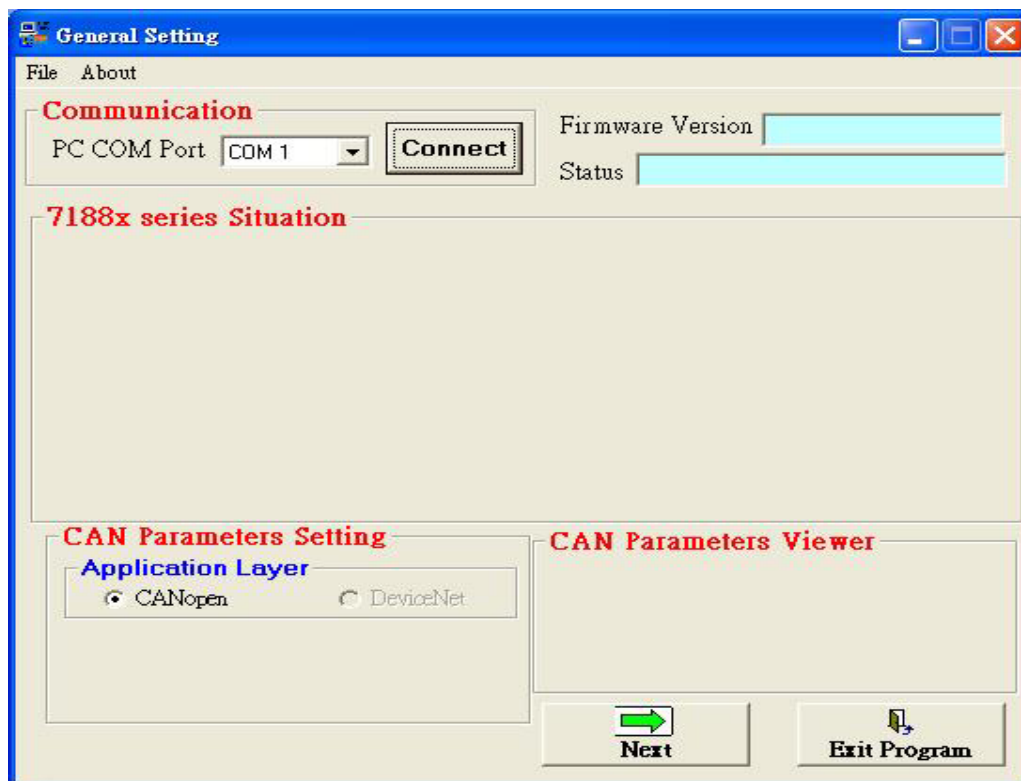 General Setting
File About
Communication
PC COM Port COM 1 Connect
Firmware Version
Status
7188x series Situation
CAN Parameters Setting
Application Layer
CANopen DeviceNet
CAN Parameters Viewer
Next
Exit Program